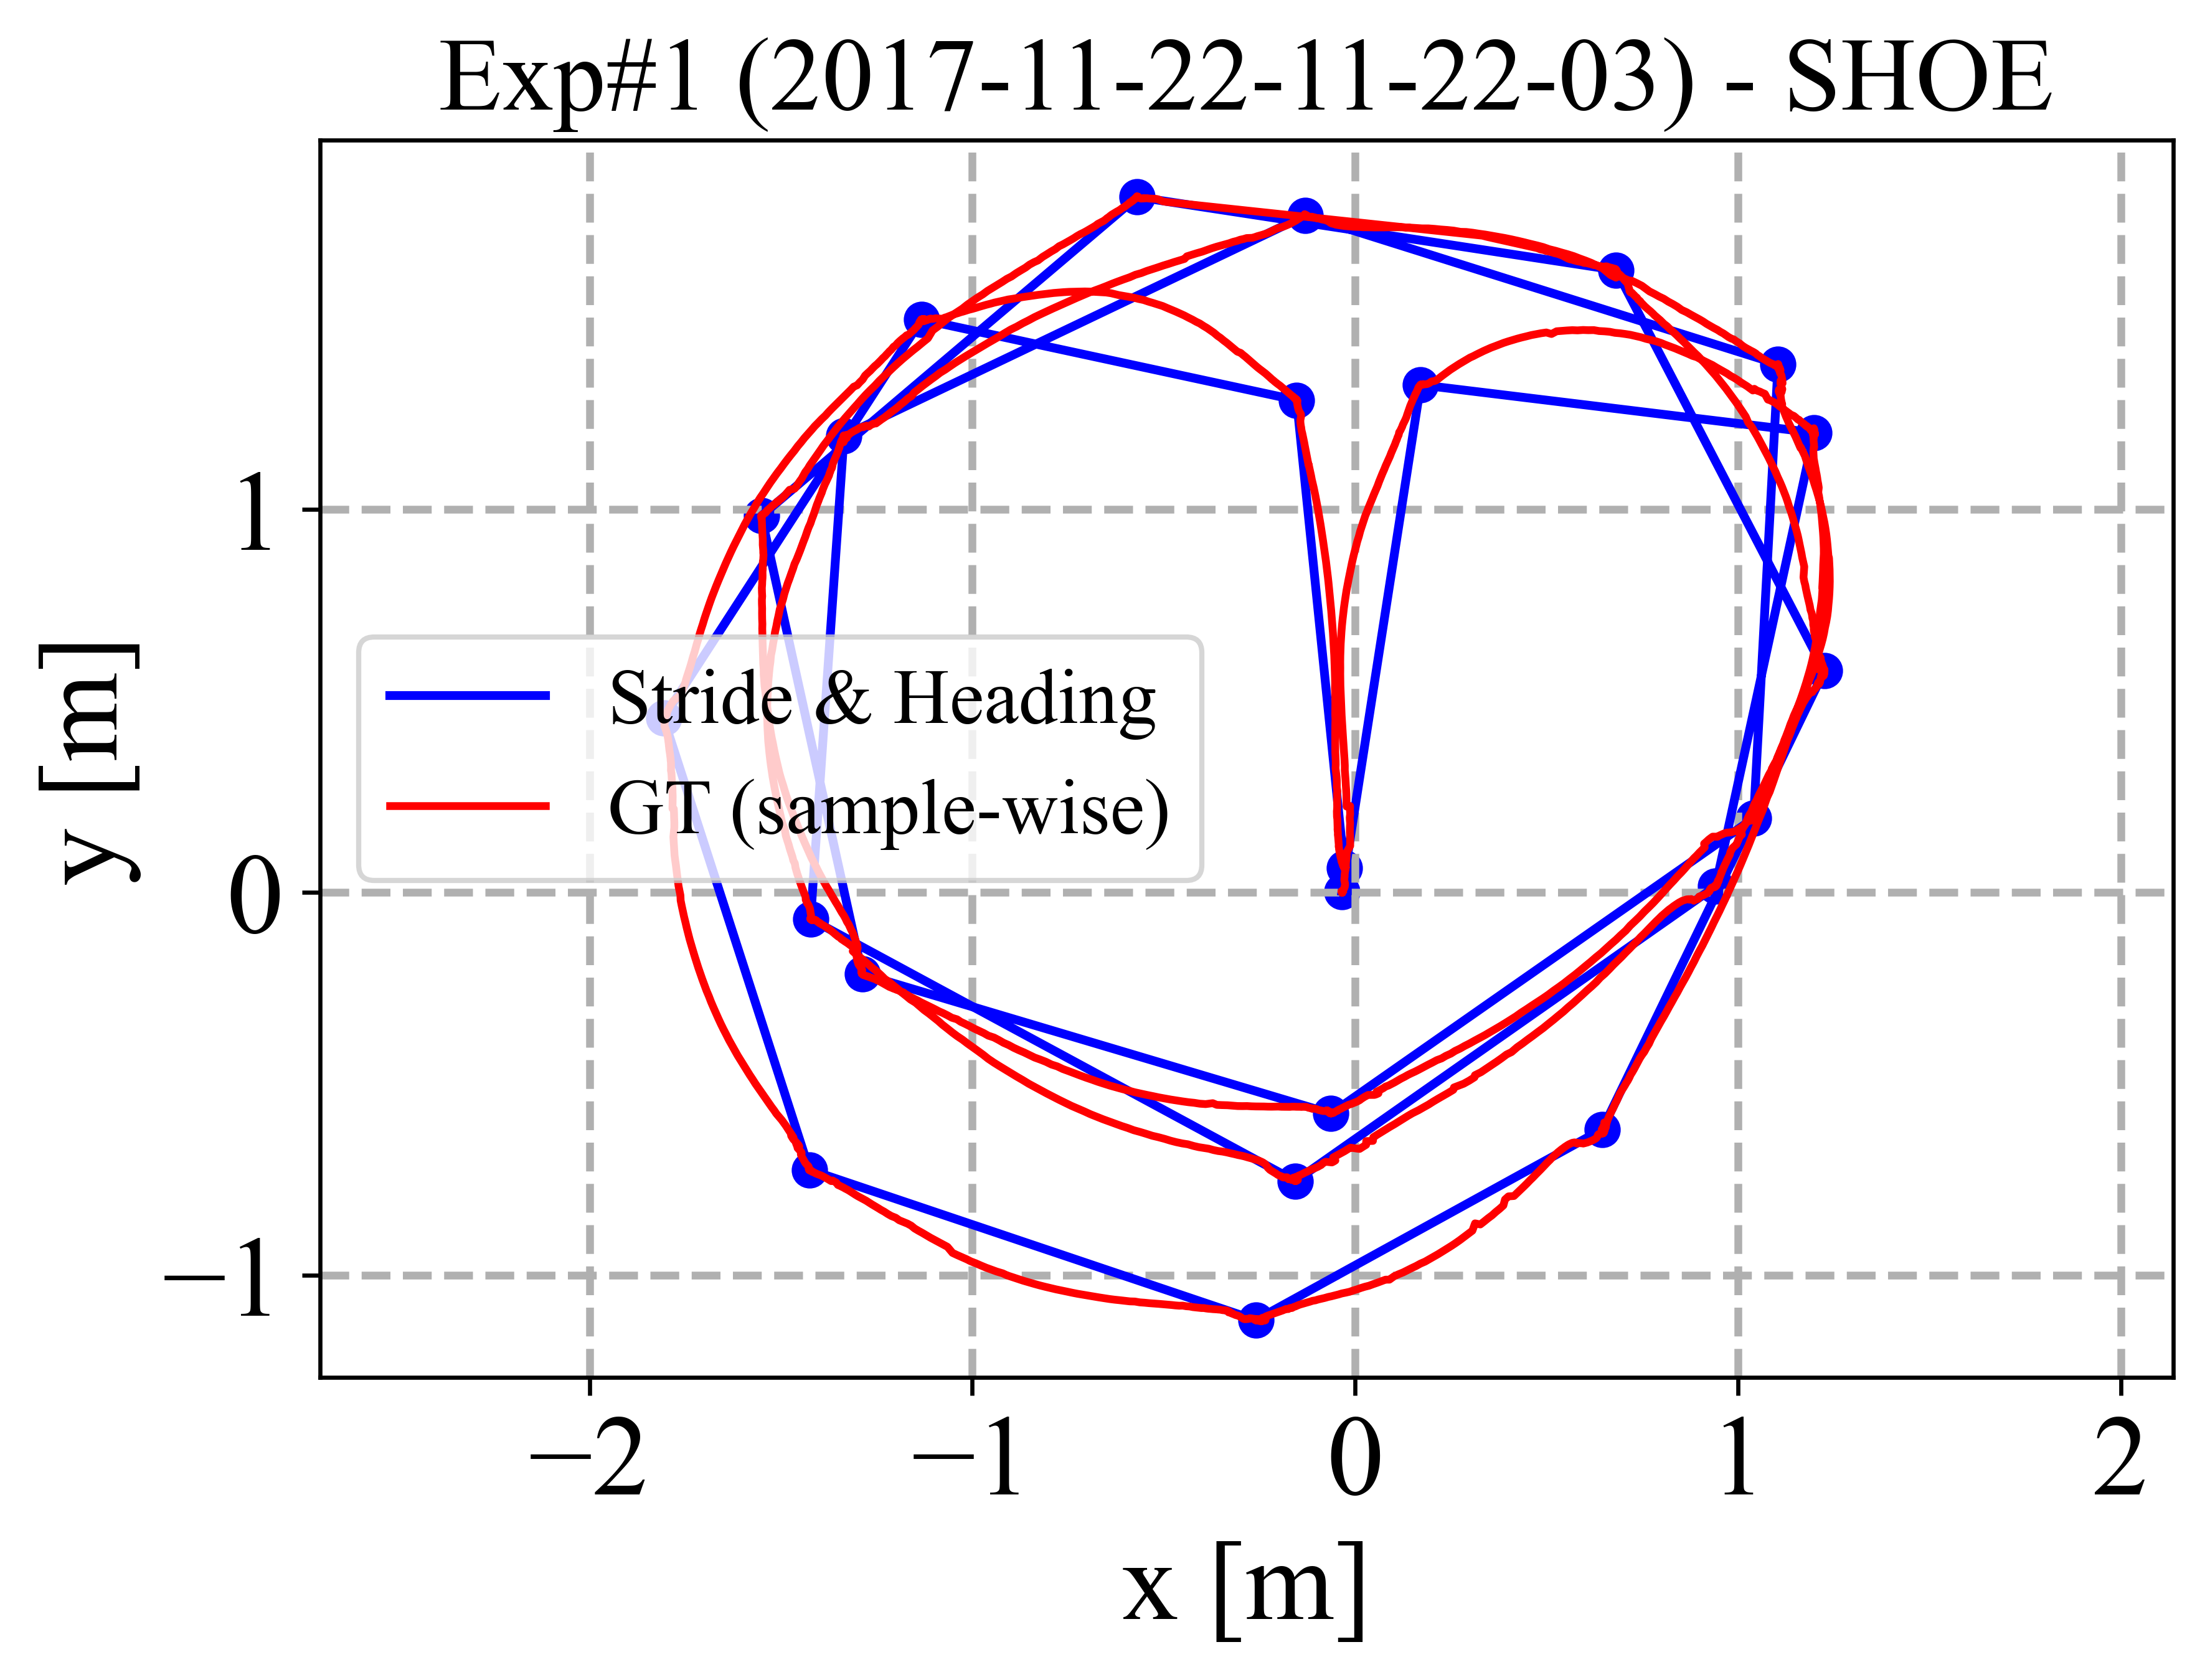 Exp#1 (2017-11-22-11-22-03) - SHOE
y [m]
1
0
−1
Stride & Heading
GT (sample-wise)
−2 −1 0 1 2
x [m]